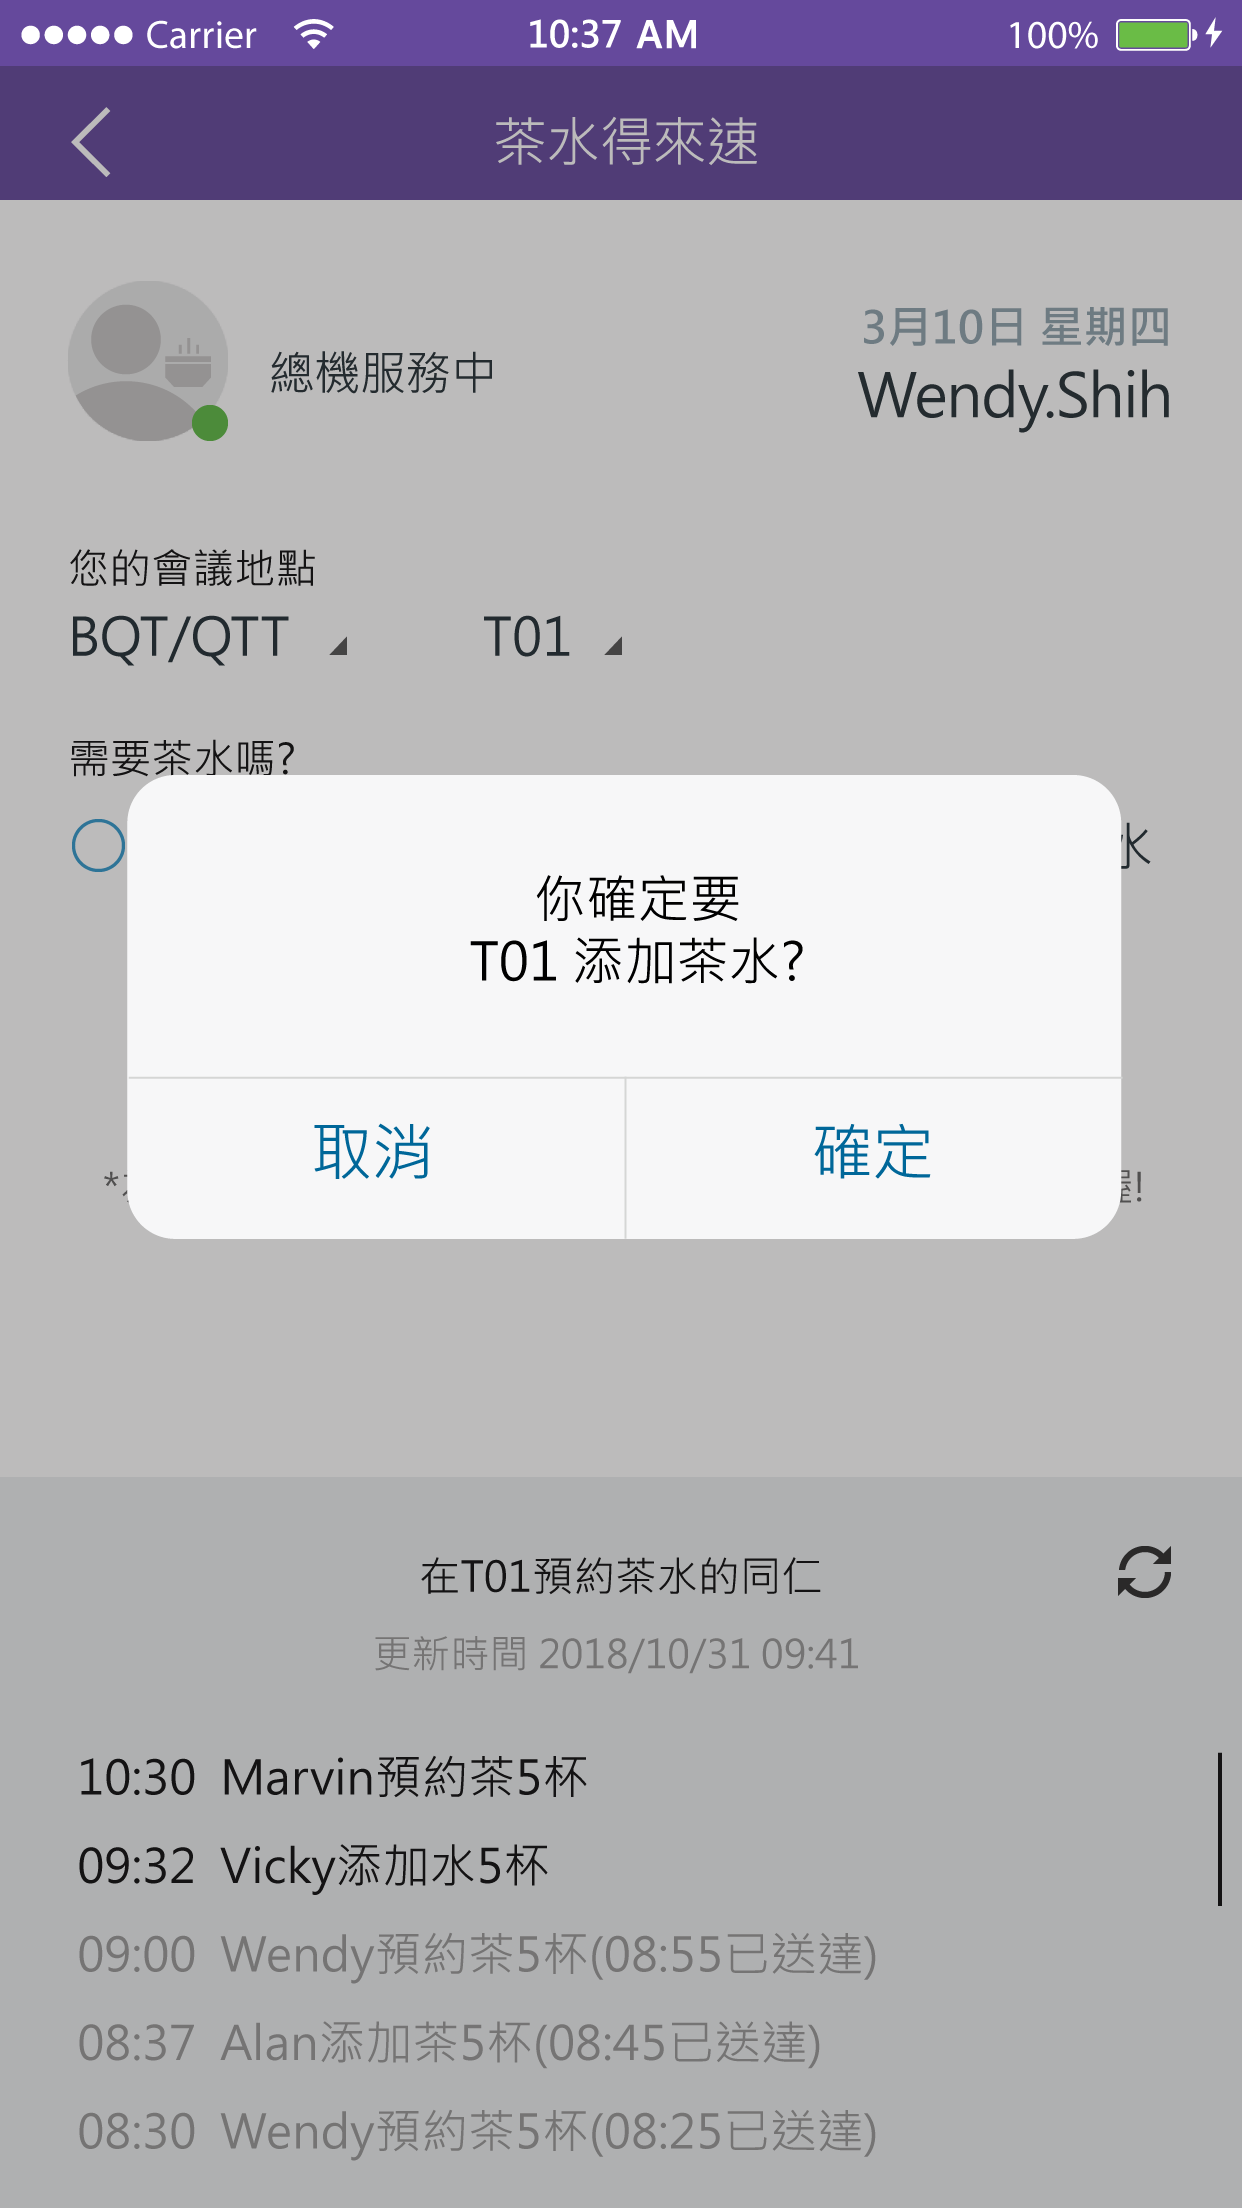 Carrier 10:37 AM 100%
茶水得來速
3月10日 星期四
總機服務中
Wendy.Shih
您的會議地點
BQT/QTT T01
需要茶水嗎?
水
你確定要
T01 添加茶水?
取消 確定
在T01預約茶水的同仁
更新時間 2018/10/31 09:41
10:30 Marvin預約茶5杯
09:32 Vicky添加水5杯
09:00 Wendy預約茶5杯(08:55已送達)
08:37 Alan添加茶5杯(08:45已送達)
08:30 Wendy預約茶5杯(08:25已送達)